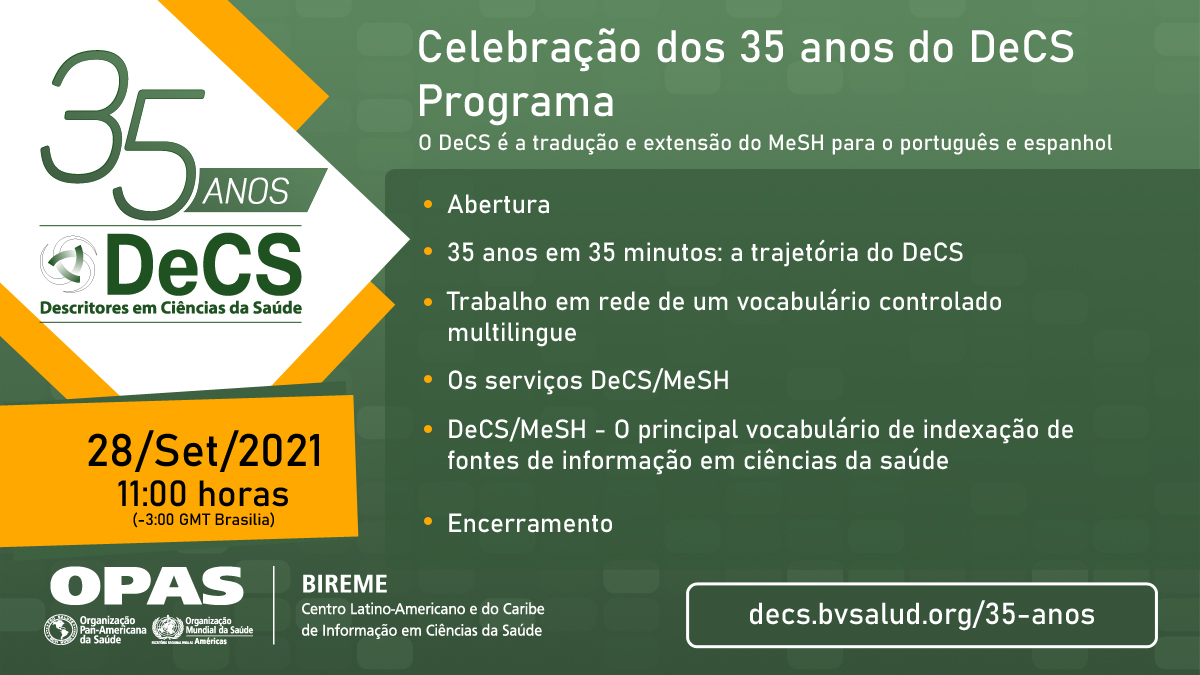 35
ANOS
DeCS
Descritores em Ciências da Saúde
28/Set/2021
11:00 horas
(-3:00 GMT Brasilia)
Celebração dos 35 anos do DeCS
Programa
O DeCS é a tradução e extensão do MeSH para o português e espanhol
• Abertura
• 35 anos em 35 minutos: a trajetória do DeCS
• Trabalho em rede de um vocabulário controlado
multilingue
• Os serviços DeCS/MeSH
• DeCS/MeSH - O principal vocabulário de indexação de
fontes de informação em ciências da saúde
• Encerramento
OPAS
Organização
Pan-Americana
da Saúde
Organização
Mundial da Saúde
Américas
BIREME
Centro Latino-Americano e do Caribe
de Informação em Ciências da Saúde
decs.bvsalud.org/35-anos